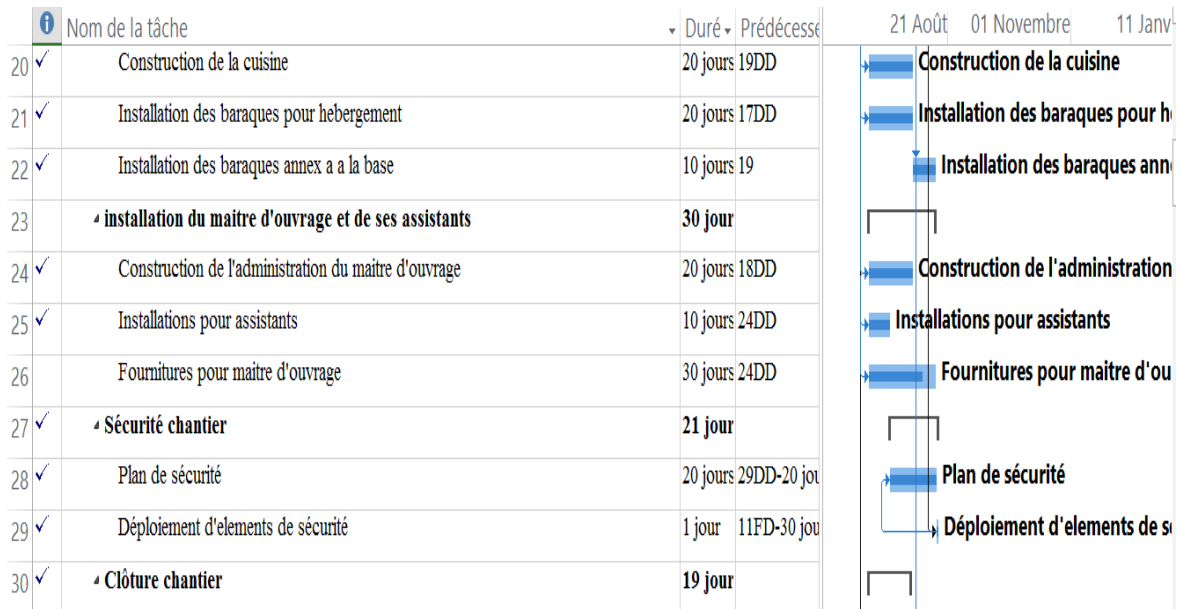 Nom de la tâche Duré Prédécesse 21 Août 01 Novembre 11 Janv
20 Construction de la cuisine 20 jours 19DD Construction de la cuisine
21 Installation des baraques pour hebergement 20 jours 17DD Installation des baraques pour h
22 Installation des baraques annex a a la base 10 jours 19 Installation des baraques ann
23 installation du maitre d'ouvrage et de ses assistants 30 jour
24 Construction de l'administration du maitre d'ouvrage 20 jours 18DD Construction de l'administration
25 Installations pour assistants 10 jours 24DD Installations pour assistants
26 Fournitures pour maitre d'ouvrage 30 jours 24DD Fournitures pour maitre d'ou
27 Sécurité chantier 21 jour
28 Plan de sécurité 20 jours 29DD-20 jou Plan de sécurité
29 Déploiement d'elements de sécurité 1 jour 11FD-30 jou Déploiement d'elements de s
30 Clôture chantier 19 jour